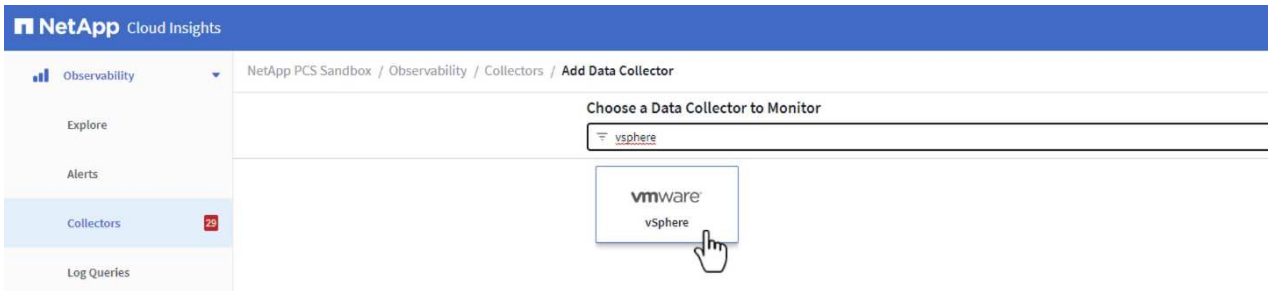 NetApp Cloud Insights
Observability
NetApp PCS Sandbox / Observability / Collectors / Add Data Collector
Choose a Data Collector to Monitor
Explore
vsphere
Alerts
vmware
vSphere
Collectors 29
Log Queries